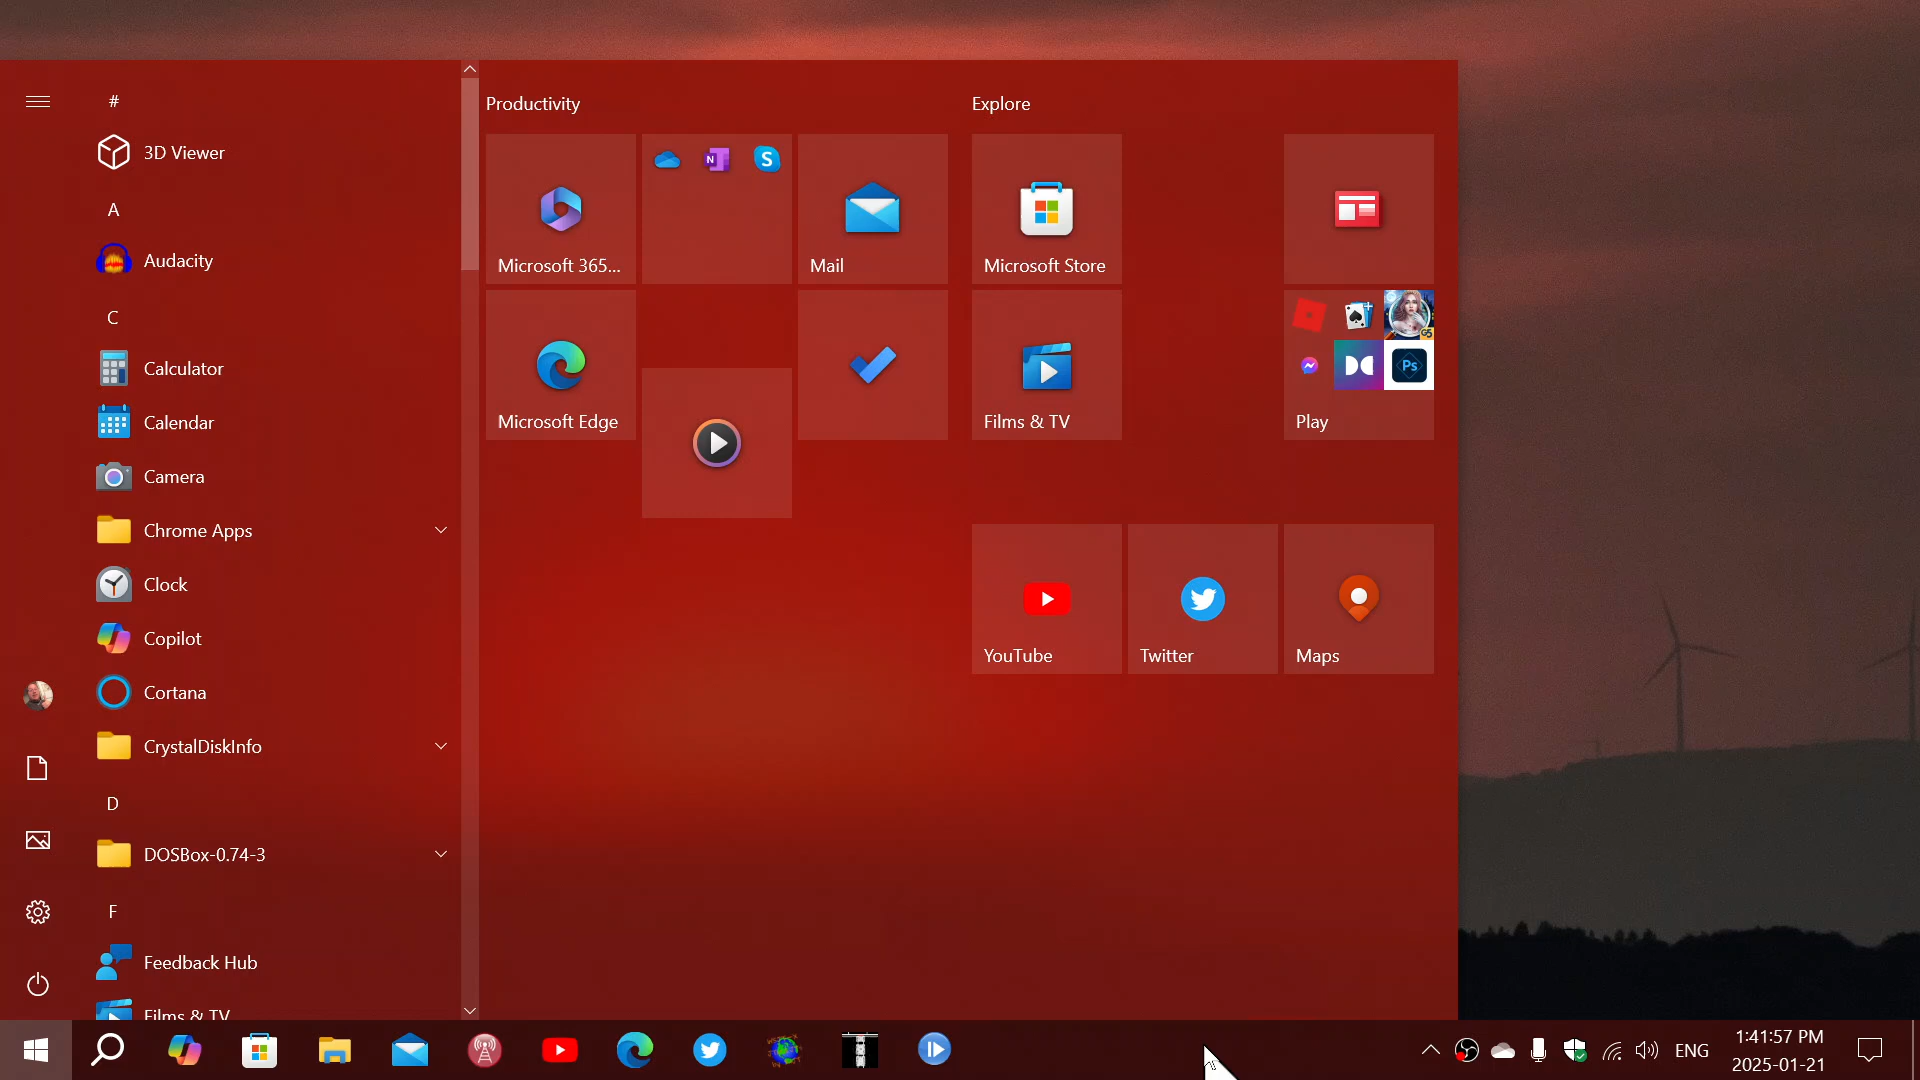 #
3D Viewer
A
Audacity
C
Calculator
Calendar
Camera
Chrome Apps
Clock
Copilot
Cortana
CrystalDiskInfo
D
DOSBox-0.74-3
F
Feedback Hub
Films & TV
Productivity
Microsoft 365...
N
S
Mail
Microsoft Edge
Explore
Microsoft Store
Films & TV
G5
Ps
Play
YouTube
Twitter
Maps
ENG
1:41:57 PM
2025-01-21